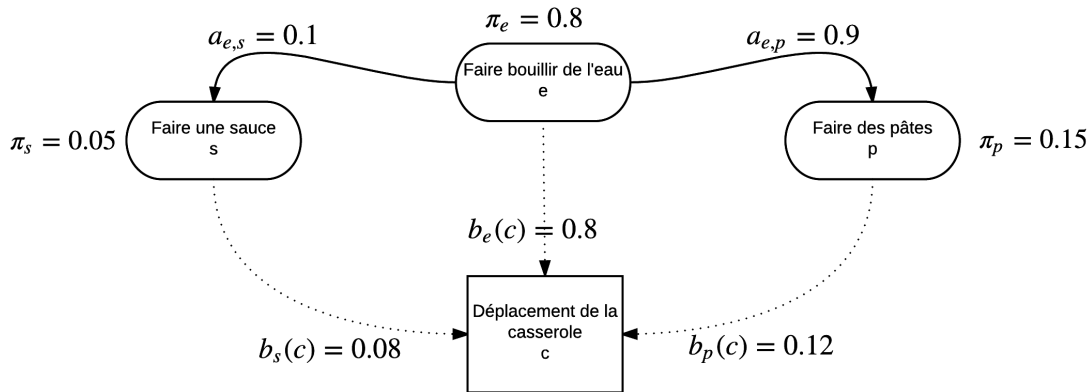 π_e = 0.8
a_{e,s} = 0.1
a_{e,p} = 0.9
Faire bouillir de l'eau
e
Faire une sauce
s
Faire des pâtes
p
π_s = 0.05
π_p = 0.15
b_e(c) = 0.8
Déplacement de la
casserole
c
b_s(c) = 0.08
b_p(c) = 0.12